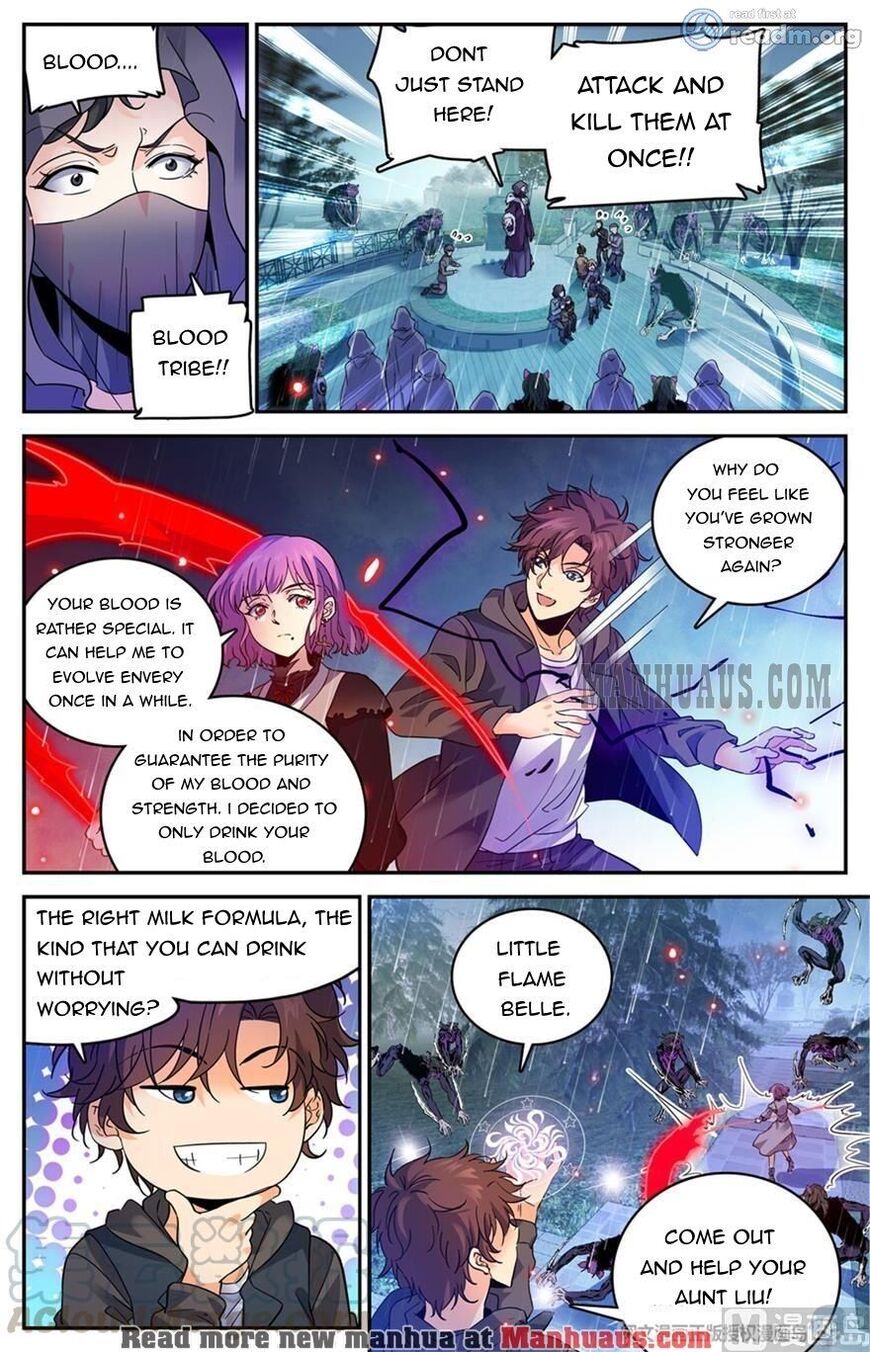 read first at
readm.org
BLOOD....
DONT
JUST STAND
HERE!
ATTACK AND
KILL THEM AT
ONCE!!
BLOOD
TRIBE!!
WHY DO
YOU FEEL LIKE
YOU'VE GROWN
STRONGER
AGAIN?
YOUR BLOOD IS
RATHER SPECIAL. IT
CAN HELP ME TO
EVOLVE ENVERY
ONCE IN A WHILE.
MANHUAUS.COM
IN ORDER TO
GUARANTEE THE PURITY
OF MY BLOOD AND
STRENGTH. I DECIDED TO
ONLY DRINK YOUR
BLOOD.
THE RIGHT MILK FORMULA, THE
KIND THAT YOU CAN DRINK
WITHOUT
WORRYING?
LITTLE
FLAME
BELLE.
COME OUT
AND HELP YOUR
AUNT LIU!
Read more new manhua at Manhuaus.com